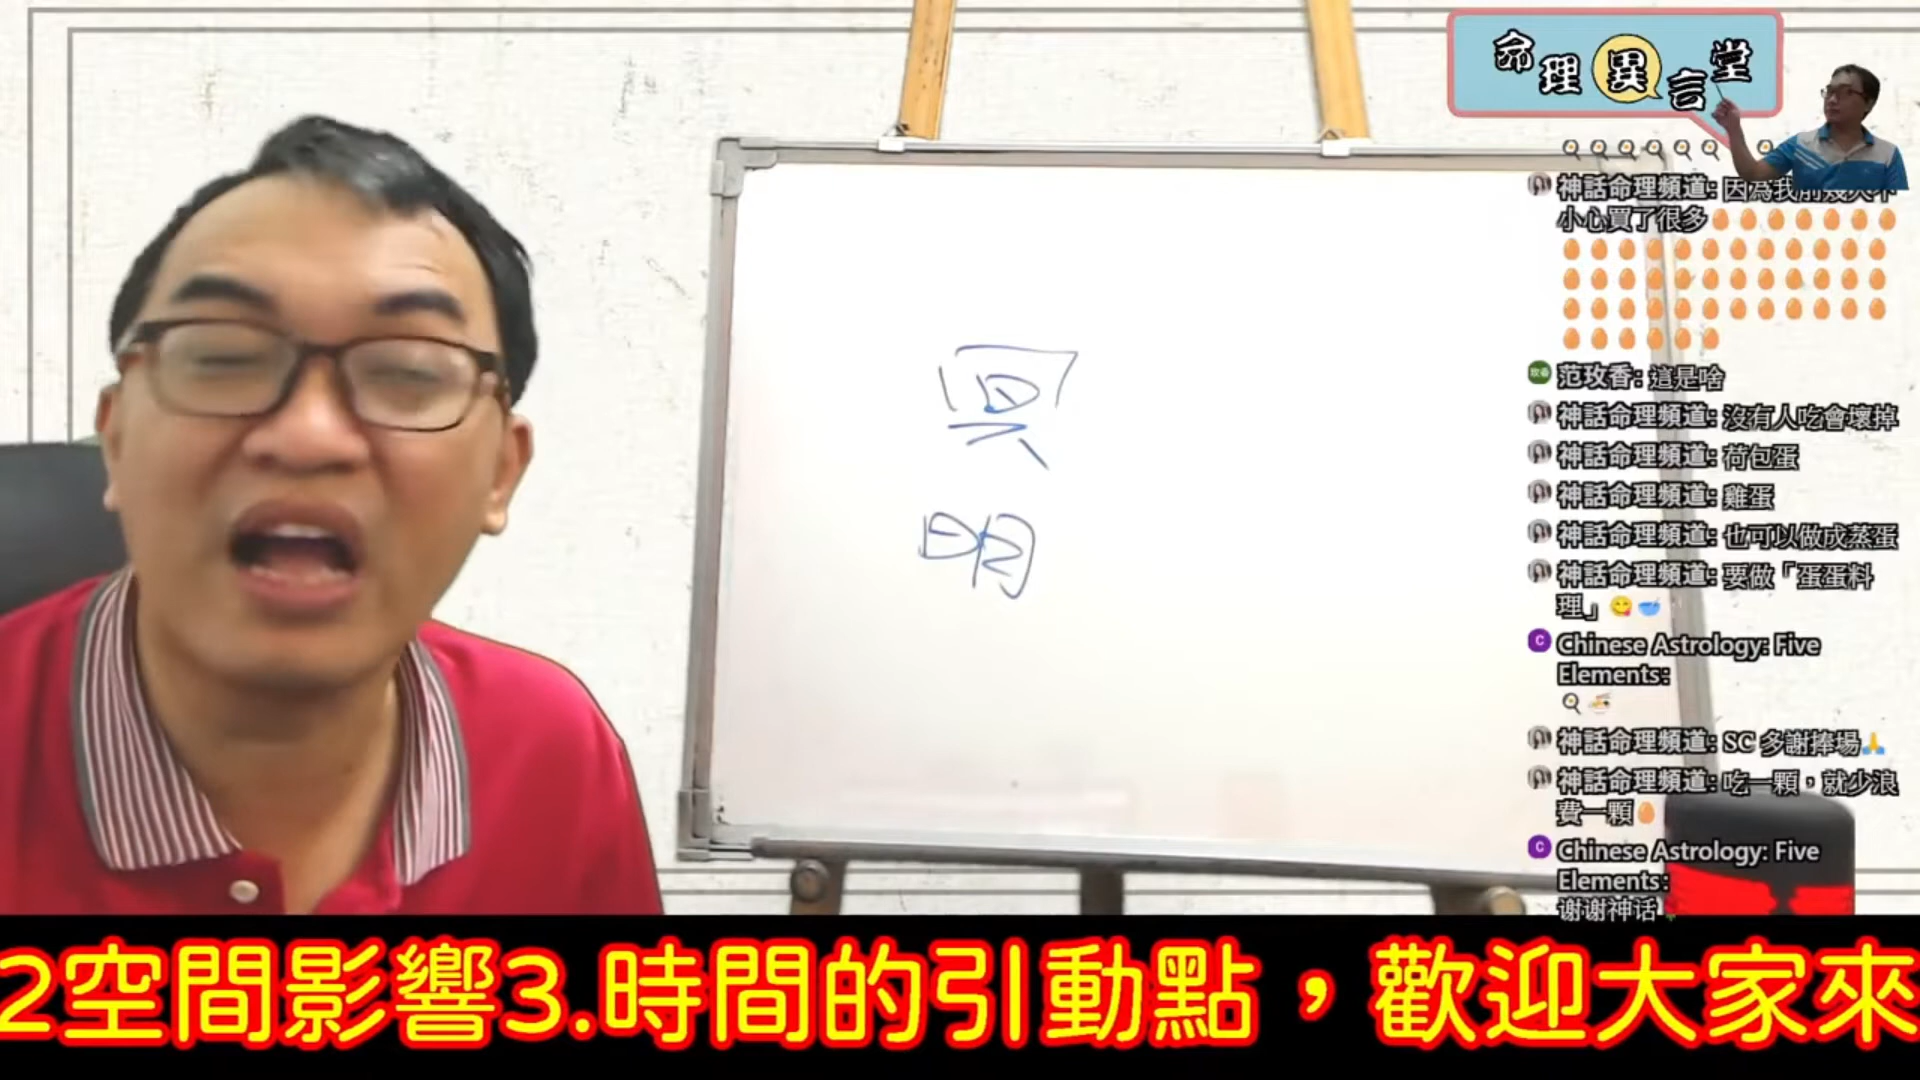 命理異言堂
神話命理頻道: 因為我前幾天不
小心買了很多
范玫香: 這是啥
神話命理頻道: 沒有人吃會壞掉
神話命理頻道: 荷包蛋
神話命理頻道: 雞蛋
神話命理頻道: 也可以做成蒸蛋
神話命理頻道: 要做「蛋蛋料
理」
C Chinese Astrology: Five
Elements:
神話命理頻道: SC 多謝捧場
神話命理頻道: 吃一顆，就少浪
費一顆
C Chinese Astrology: Five
Elements:
谢谢神话
明
2空間影響3.時間的引動點，歡迎大家來